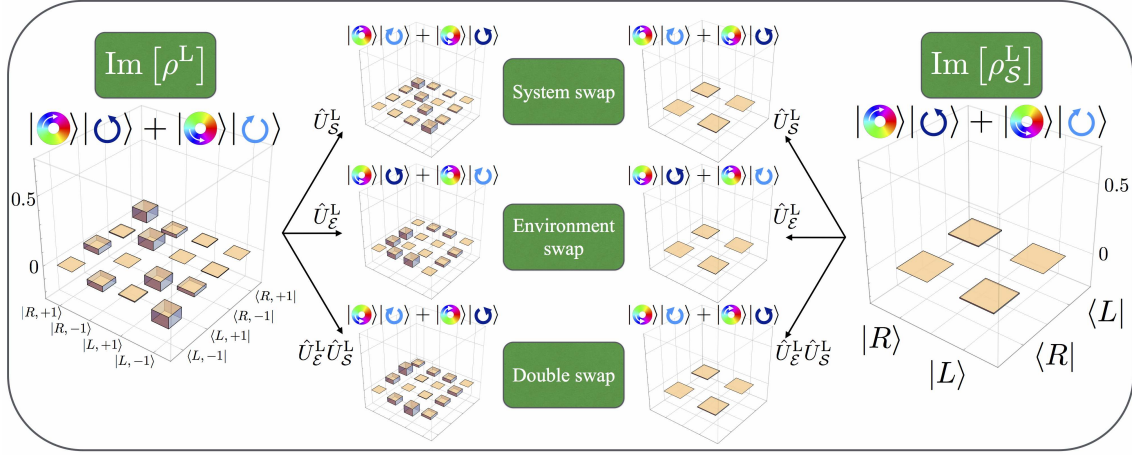 Im [ρ^L]
| ⟩| ⟩ + | ⟩| ⟩
0.5
0
|R, +1⟩
|R, −1⟩
|L, +1⟩
|L, −1⟩
⟨R, +1|
⟨R, −1|
⟨L, +1|
⟨L, −1|
Û_S^L
Û_ℰ^L
Û_ℰ^L Û_S^L
| ⟩| ⟩ + | ⟩| ⟩
System swap
| ⟩| ⟩ + | ⟩| ⟩
| ⟩| ⟩ + | ⟩| ⟩
Environment
swap
| ⟩| ⟩ + | ⟩| ⟩
| ⟩| ⟩ + | ⟩| ⟩
Double swap
| ⟩| ⟩ + | ⟩| ⟩
Û_S^L
Û_ℰ^L
Û_ℰ^L Û_S^L
Im [ρ_S^L]
| ⟩| ⟩ + | ⟩| ⟩
0.5
0
|R⟩
|L⟩
⟨R|
⟨L|